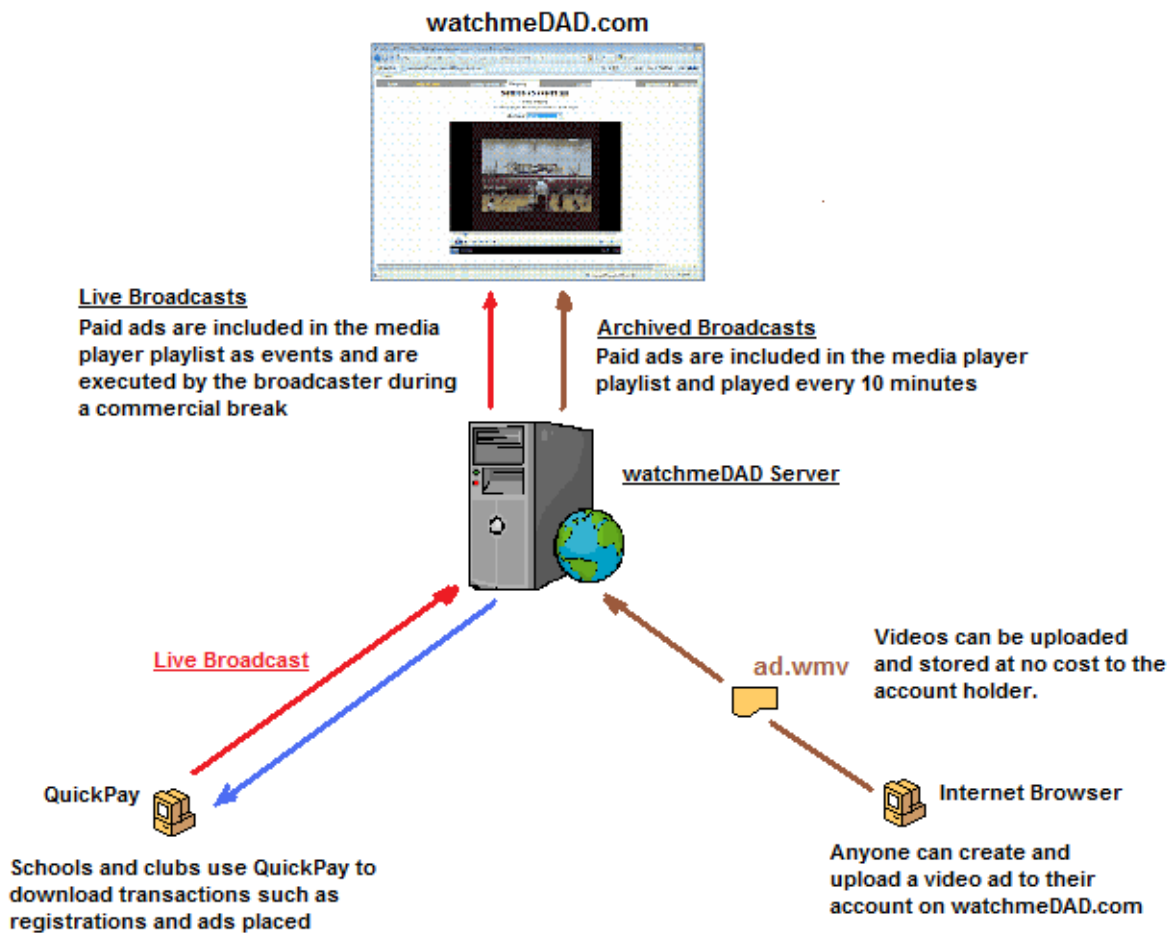 watchmeDAD.com
Live Broadcasts
Paid ads are included in the media
player playlist as events and are
executed by the broadcaster during
a commercial break
Archived Broadcasts
Paid ads are included in the media player
playlist and played every 10 minutes
watchmeDAD Server
Live Broadcast
ad.wmv
Videos can be uploaded
and stored at no cost to the
account holder.
QuickPay
Internet Browser
Schools and clubs use QuickPay to
download transactions such as
registrations and ads placed
Anyone can create and
upload a video ad to their
account on watchmeDAD.com